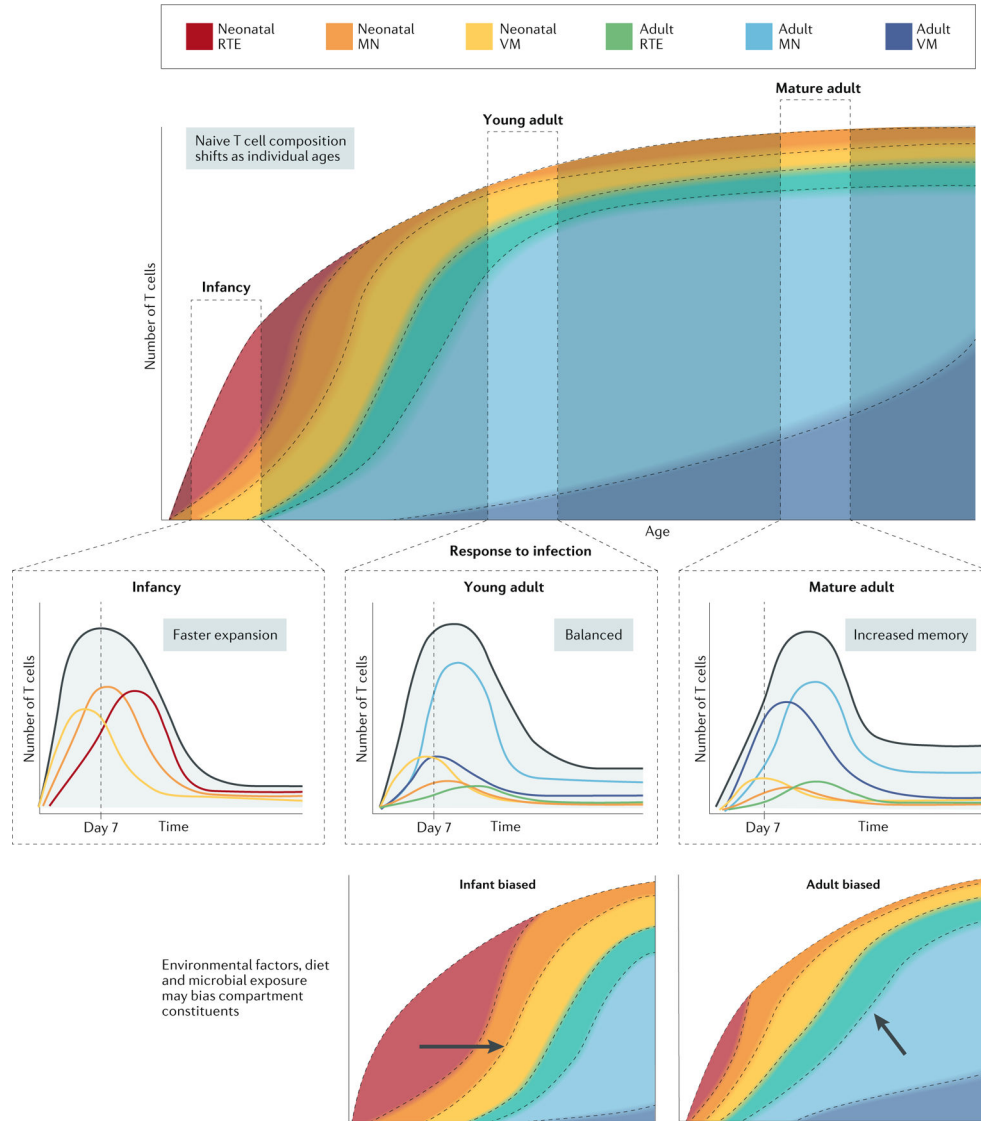 Neonatal RTE
Neonatal MN
Neonatal VM
Adult RTE
Adult MN
Adult VM
Naive T cell composition
shifts as individual ages
Infancy
Young adult
Mature adult
Number of T cells
Age
Response to infection
Infancy
Faster expansion
Number of T cells
Day 7
Time
Young adult
Balanced
Number of T cells
Day 7
Time
Mature adult
Increased memory
Number of T cells
Day 7
Time
Environmental factors, diet
and microbial exposure
may bias compartment
constituents
Infant biased
Adult biased